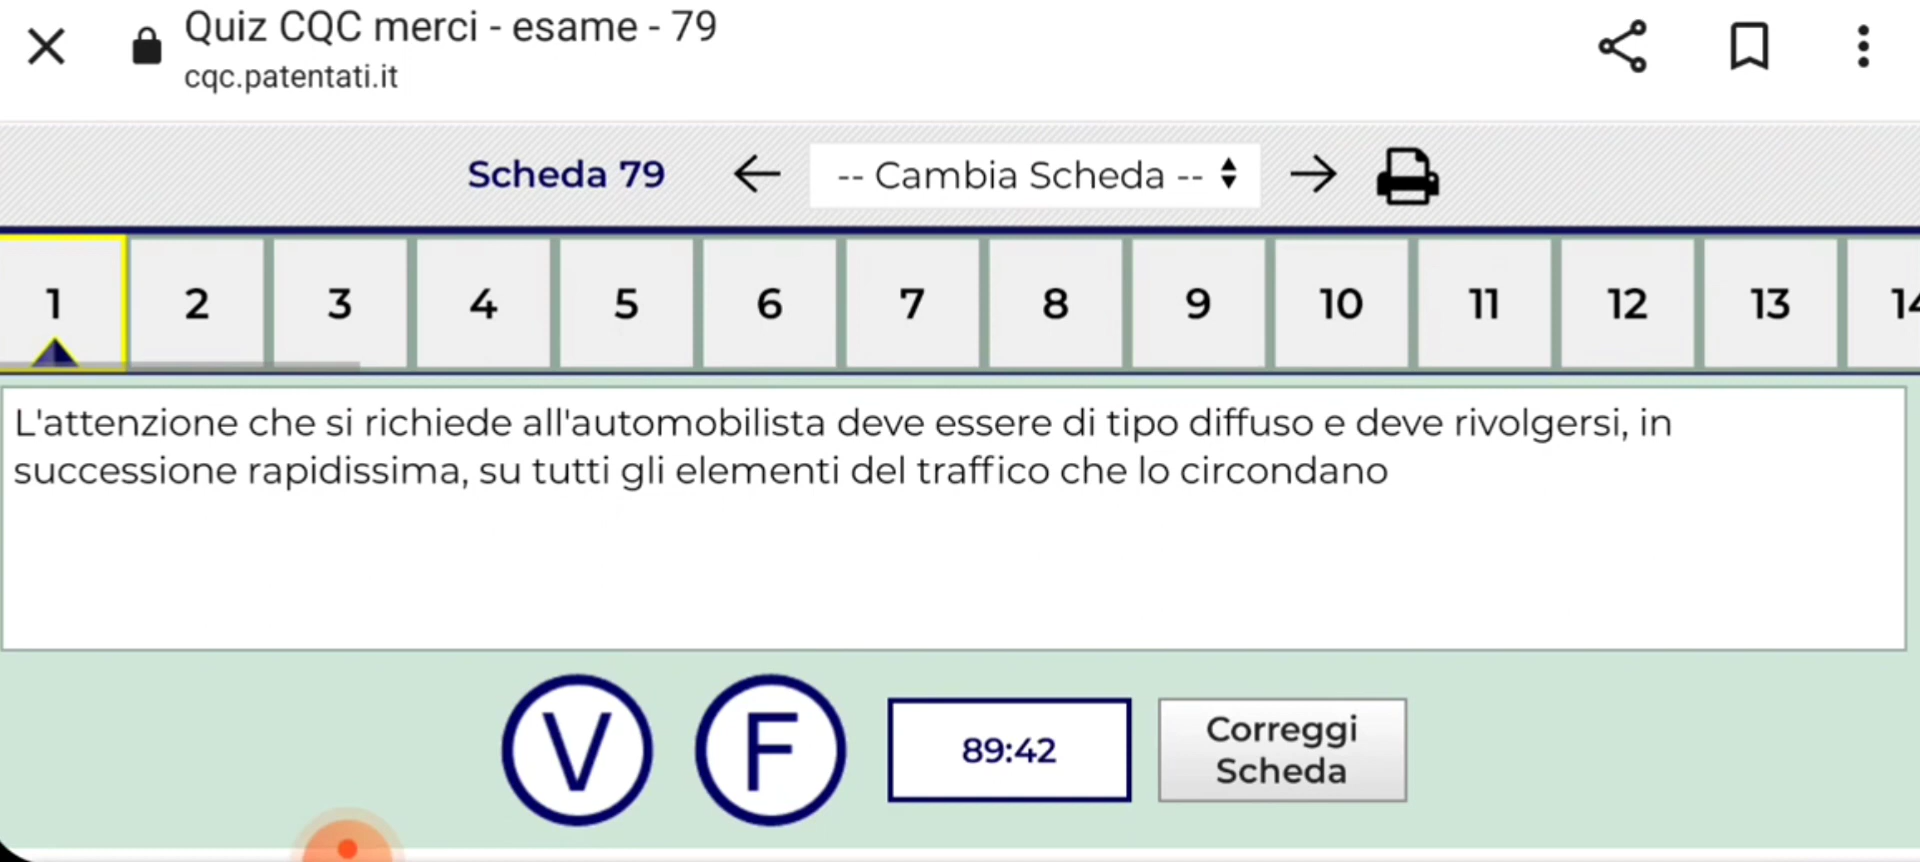 Quiz CQC merci - esame - 79
cqc.patentati.it
Scheda 79
-- Cambia Scheda --
1 2 3 4 5 6 7 8 9 10 11 12 13 14
L'attenzione che si richiede all'automobilista deve essere di tipo diffuso e deve rivolgersi, in
successione rapidissima, su tutti gli elementi del traffico che lo circondano
V F 89:42 Correggi
Scheda